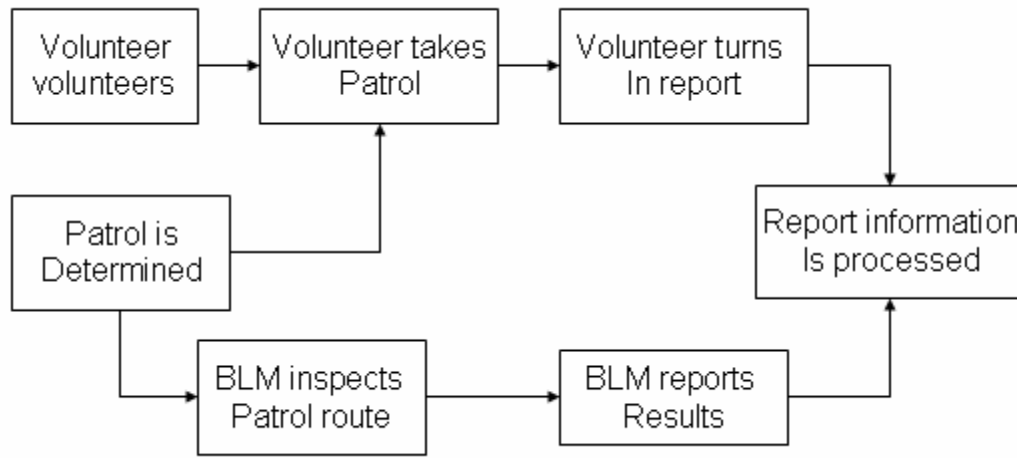 Volunteer
volunteers
Volunteer takes
Patrol
Volunteer turns
In report
Patrol is
Determined
Report information
Is processed
BLM inspects
Patrol route
BLM reports
Results